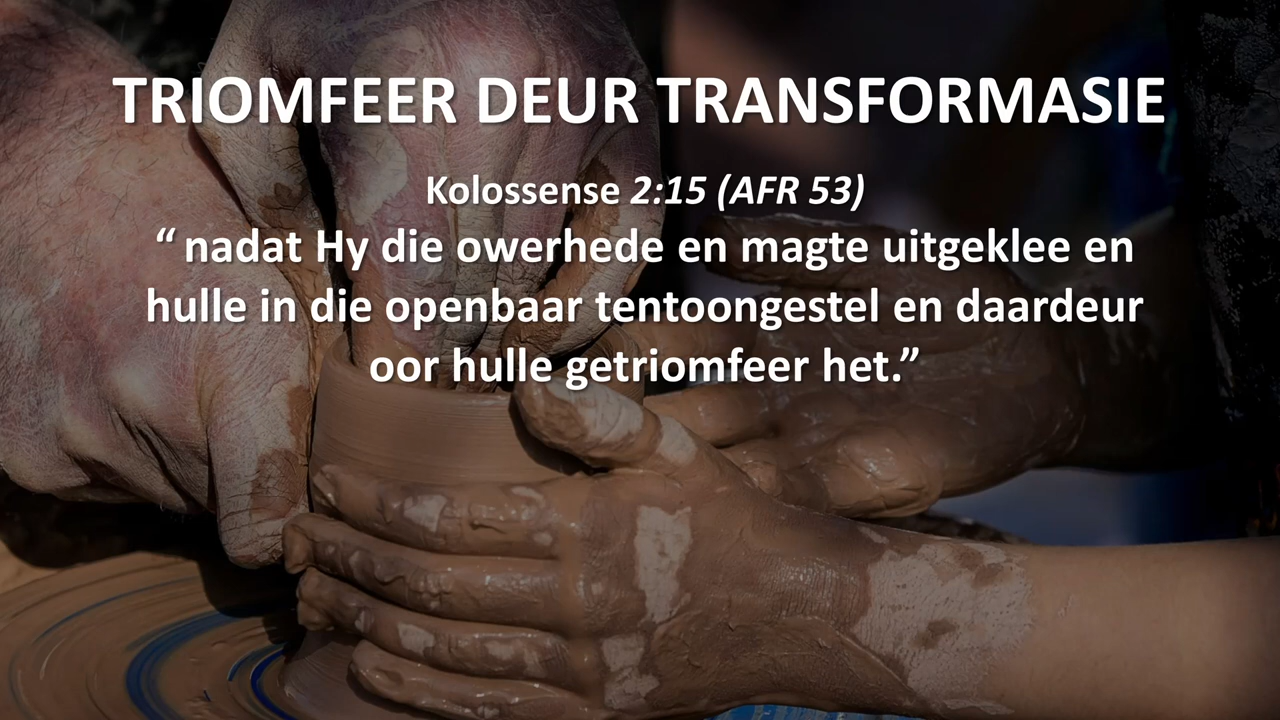 TRIOMFEER DEUR TRANSFORMASIE
Kolossense 2:15 (AFR 53)
“ nadat Hy die owerhede en magte uitgeklee en
hulle in die openbaar tentoongestel en daardeur
oor hulle getriomfeer het.”